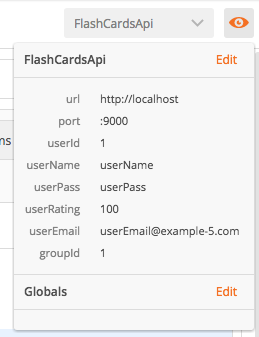 FlashCardsApi
ns
FlashCardsApi Edit
url http://localhost
port :9000
userId 1
userName userName
userPass userPass
userRating 100
userEmail userEmail@example-5.com
groupId 1
Globals Edit